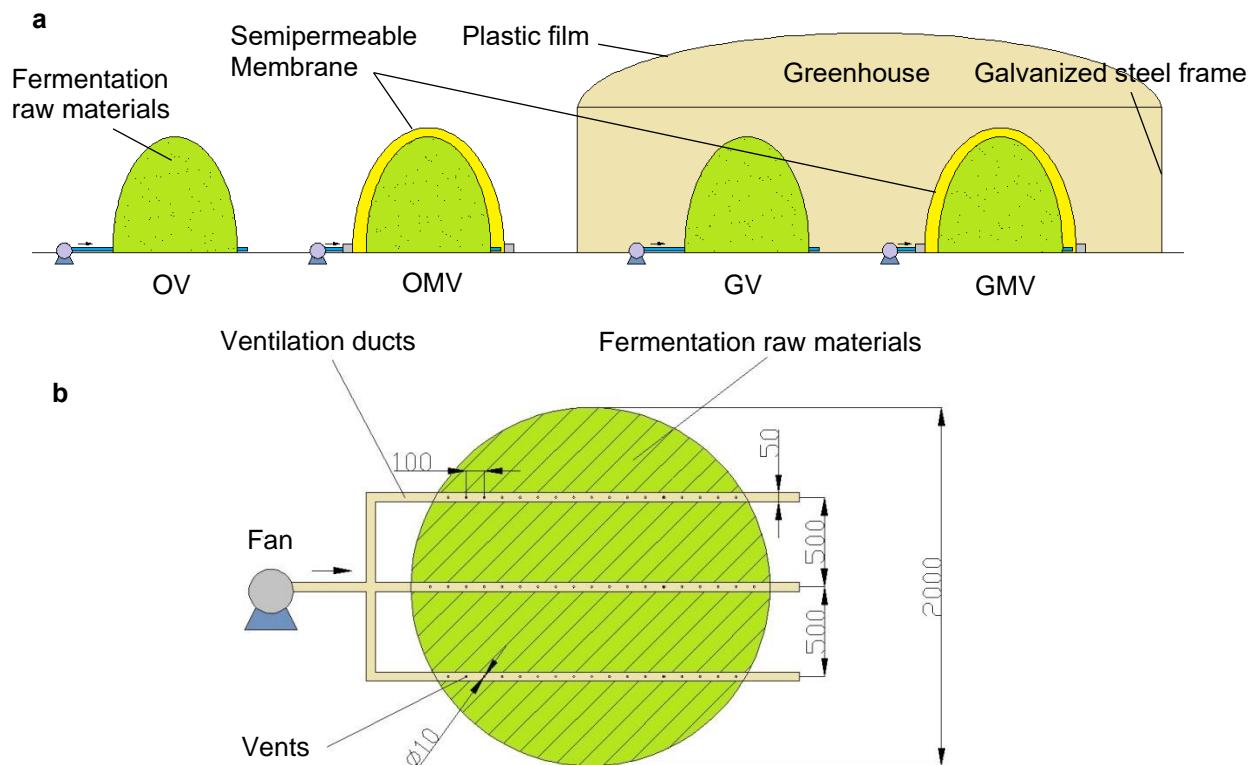 a
Semipermeable
Membrane
Plastic film
Greenhouse
Galvanized steel frame
Fermentation
raw materials
OV
OMV
GV
GMV
Ventilation ducts
Fermentation raw materials
b
100
50
Fan
500
500
2000
Vents
Ø10